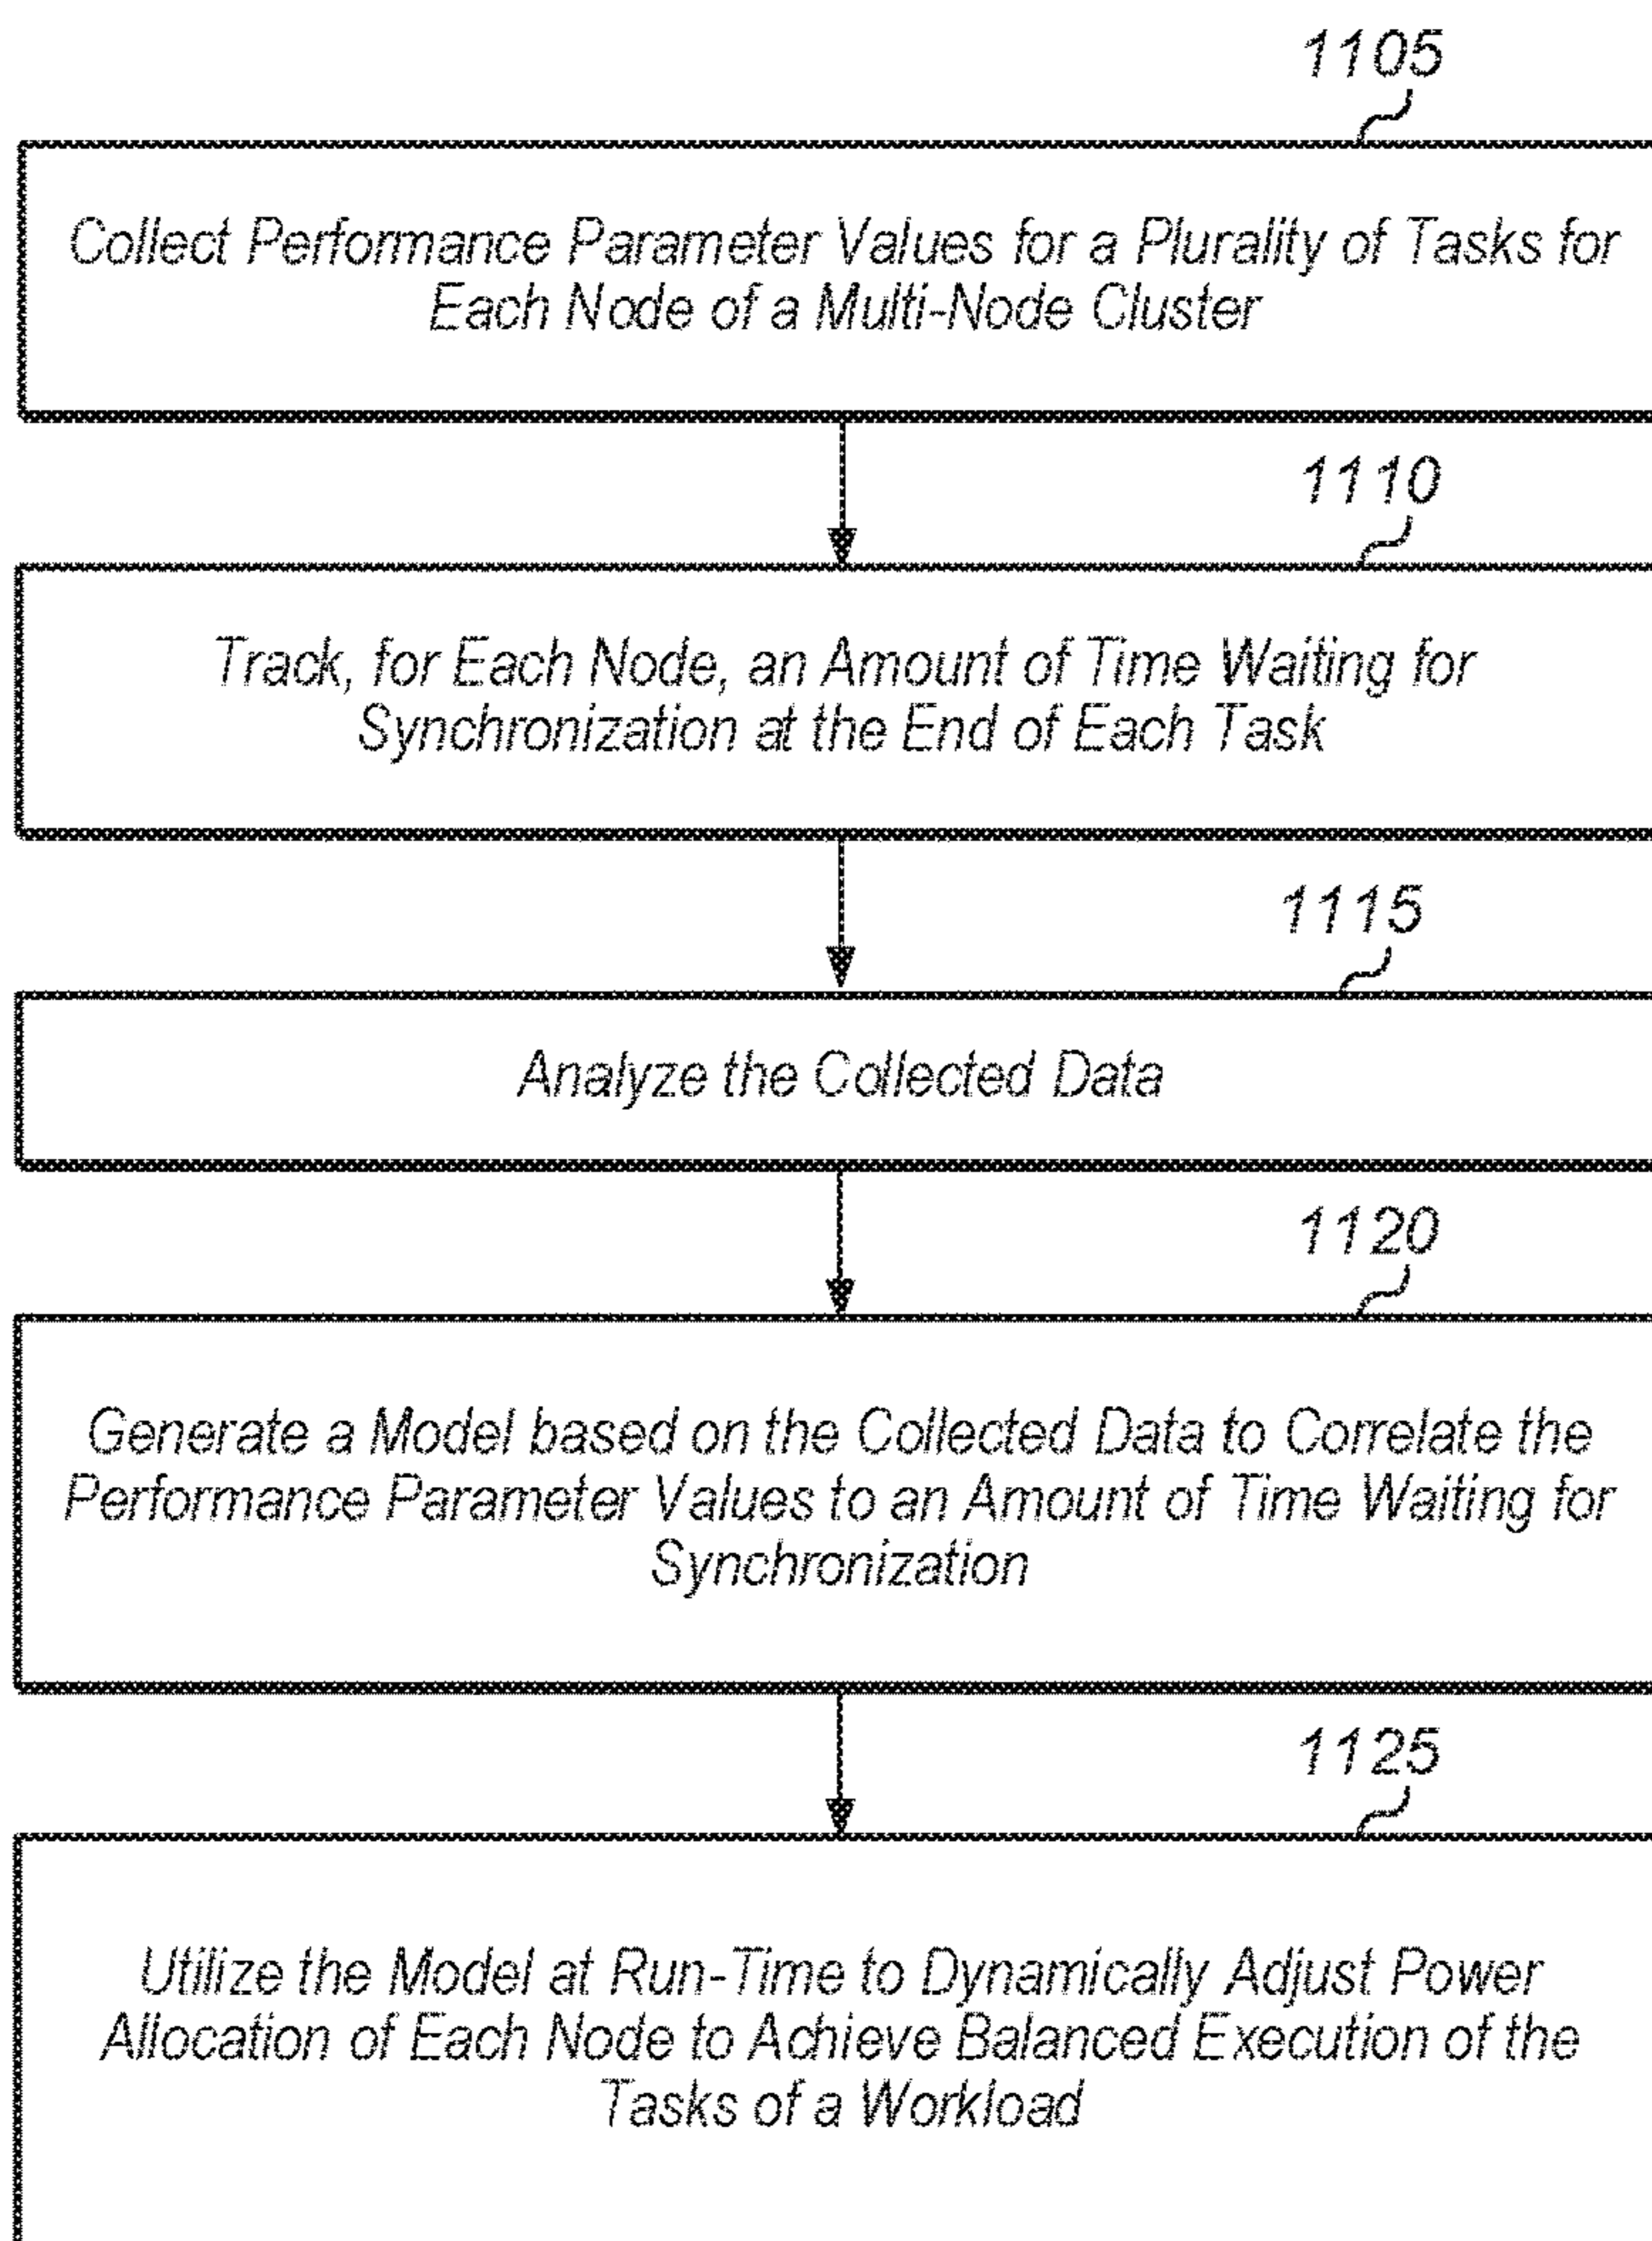 1105
Collect Performance Parameter Values for a Plurality of Tasks for
Each Node of a Multi-Node Cluster
1110
Track, for Each Node, an Amount of Time Waiting for
Synchronization at the End of Each Task
1115
Analyze the Collected Data
1120
Generate a Model based on the Collected Data to Correlate the
Performance Parameter Values to an Amount of Time Waiting for
Synchronization
1125
Utilize the Model at Run-Time to Dynamically Adjust Power
Allocation of Each Node to Achieve Balanced Execution of the
Tasks of a Workload